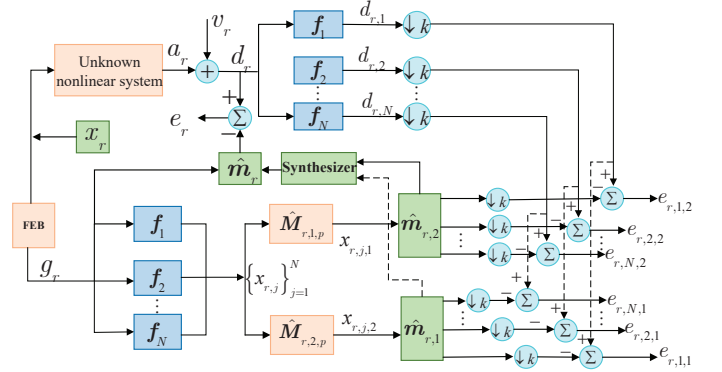 v_r
Unknown
nonlinear system
a_r
+
d_r
f_1
d_{r,1}
↓k
f_2
d_{r,2}
↓k
⋮
⋮
f_N
d_{r,N}
↓k
+
Σ
e_r
−
x_r
m̂_r
Synthesizer
FEB
g_r
f_1
f_2
⋮
f_N
{x_{r,j}}_{j=1}^N
M̂_{r,1,p}
x_{r,j,1}
m̂_{r,2}
M̂_{r,2,p}
x_{r,j,2}
m̂_{r,1}
↓k
−
+
Σ
e_{r,1,2}
↓k
−
+
Σ
e_{r,2,2}
⋮
⋮
↓k
−
+
Σ
e_{r,N,2}
↓k
−
+
Σ
e_{r,N,1}
⋮
⋮
↓k
−
+
Σ
e_{r,2,1}
↓k
−
+
Σ
e_{r,1,1}